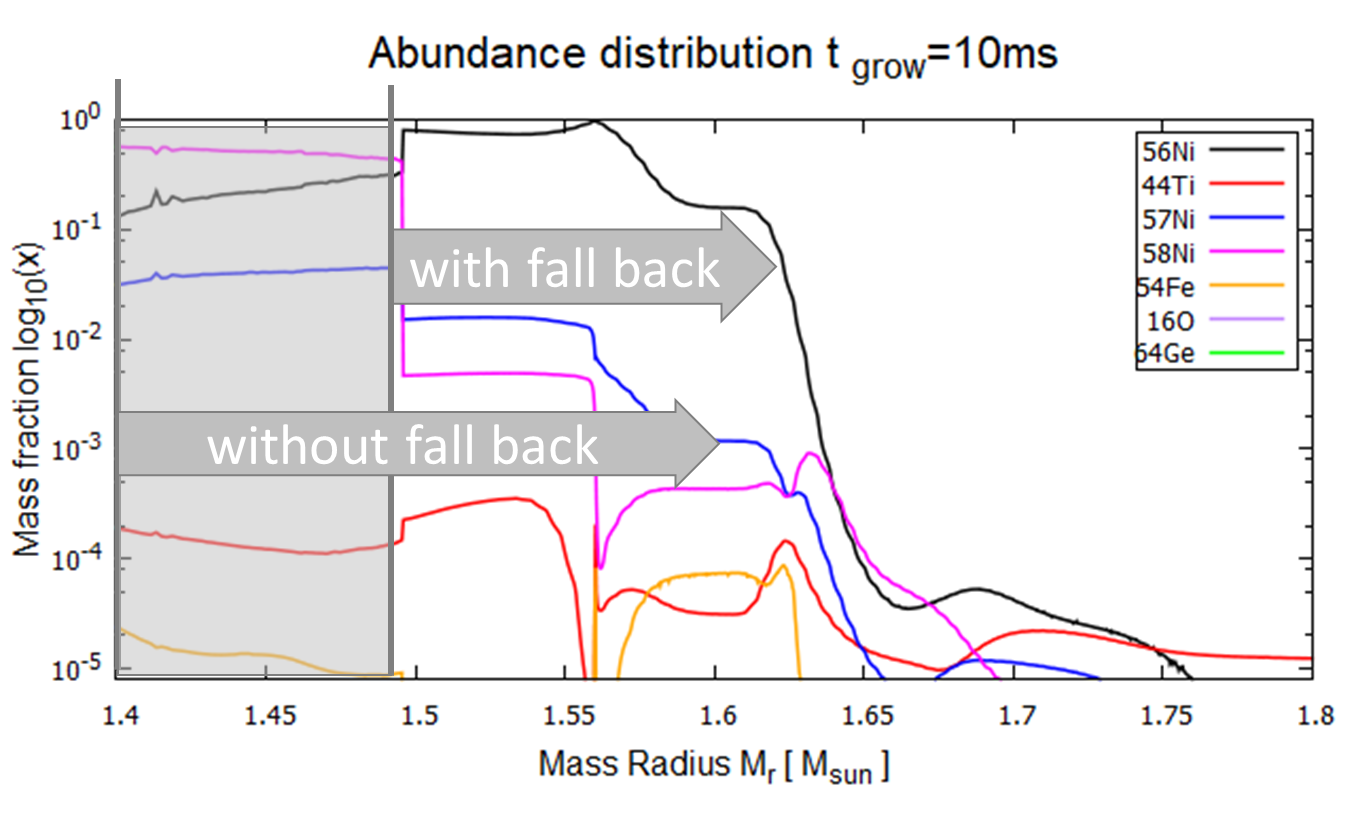 Abundance distribution t grow=10ms
Mass fraction log10(x)
10^0
10^-1
10^-2
10^-3
10^-4
10^-5
56Ni
44Ti
57Ni
58Ni
54Fe
16O
64Ge
with fall back
without fall back
1.4 1.45 1.5 1.55 1.6 1.65 1.7 1.75 1.8
Mass Radius Mr [ Msun ]